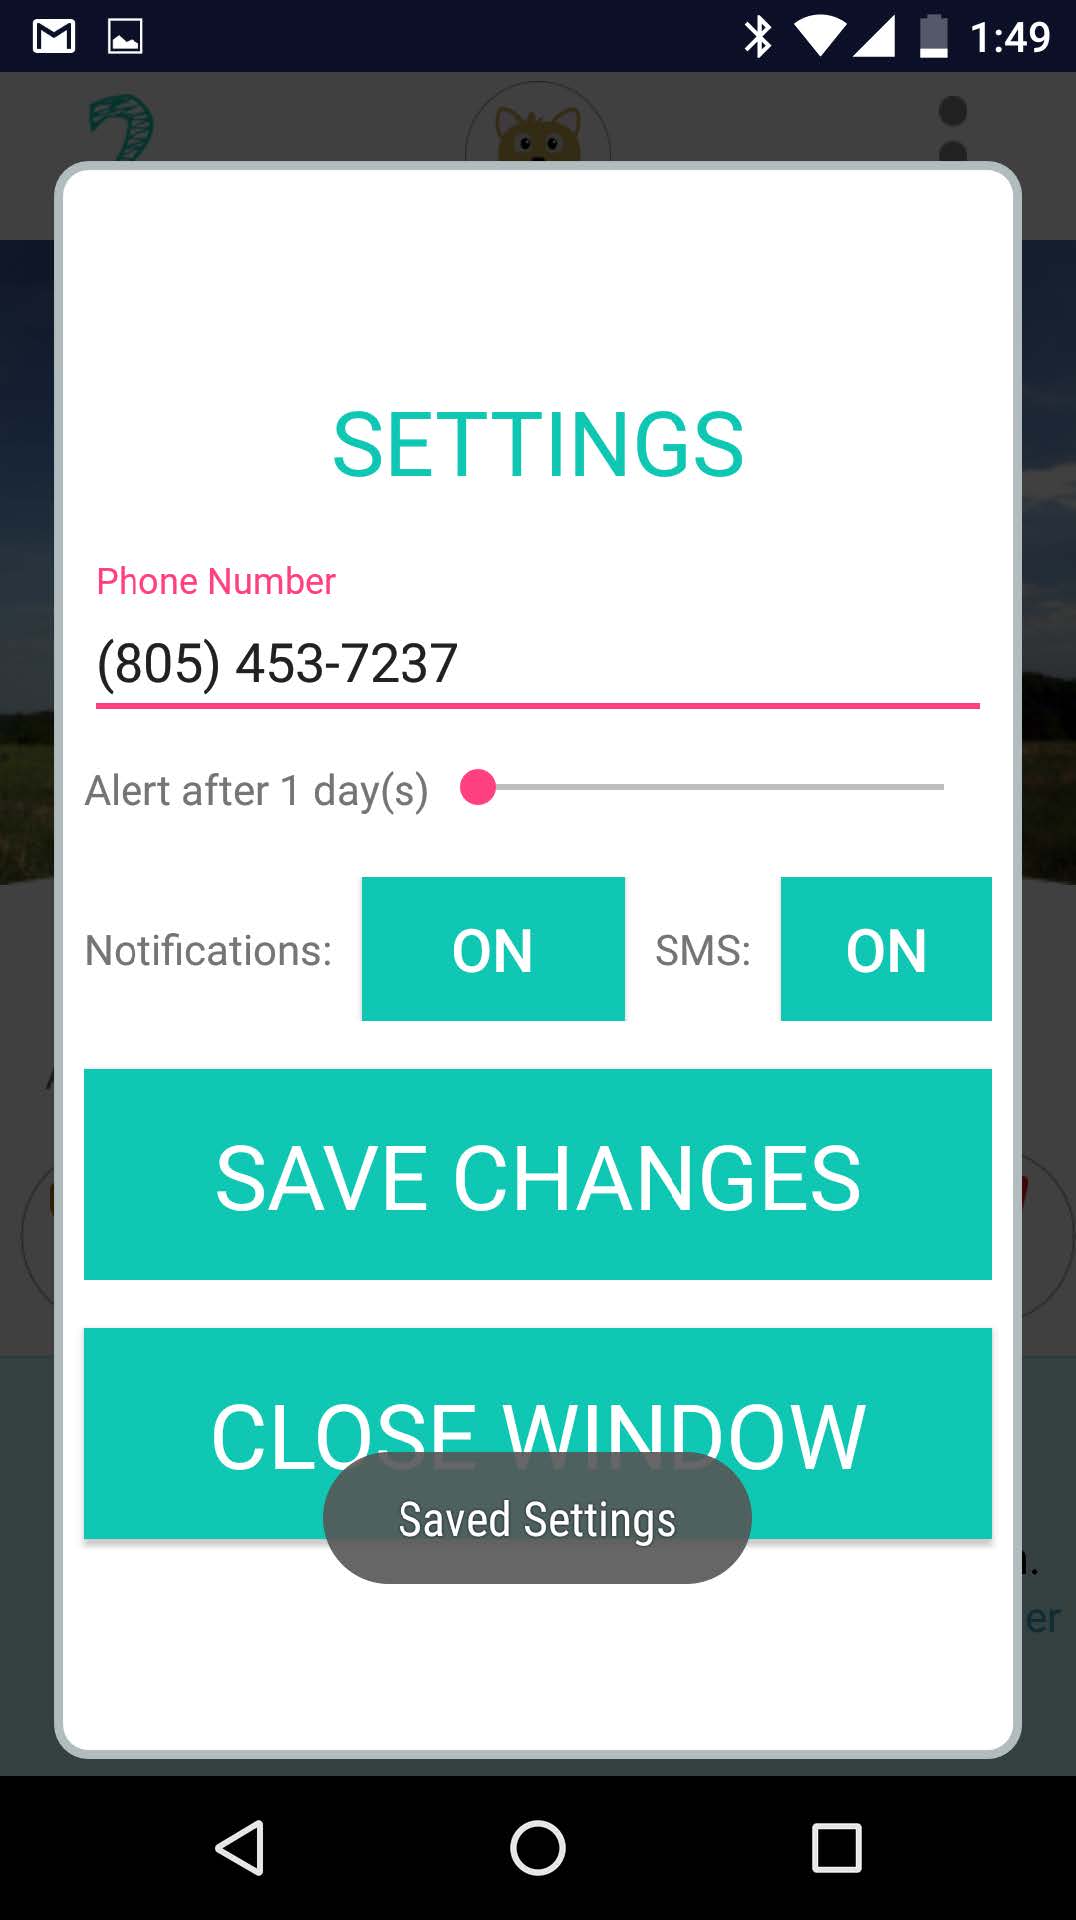 1:49
SETTINGS
Phone Number
(805) 453-7237
Alert after 1 day(s)
Notifications: ON SMS: ON
SAVE CHANGES
CLOSE WINDOW
Saved Settings
er